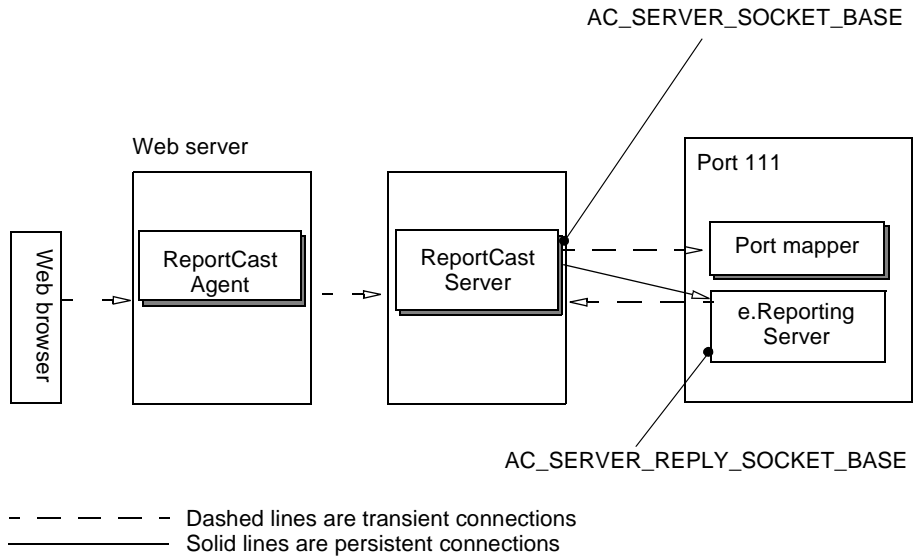 AC_SERVER_SOCKET_BASE
Web server
Port 111
Web browser
ReportCast
Agent
ReportCast
Server
Port mapper
e.Reporting
Server
AC_SERVER_REPLY_SOCKET_BASE
Dashed lines are transient connections
Solid lines are persistent connections